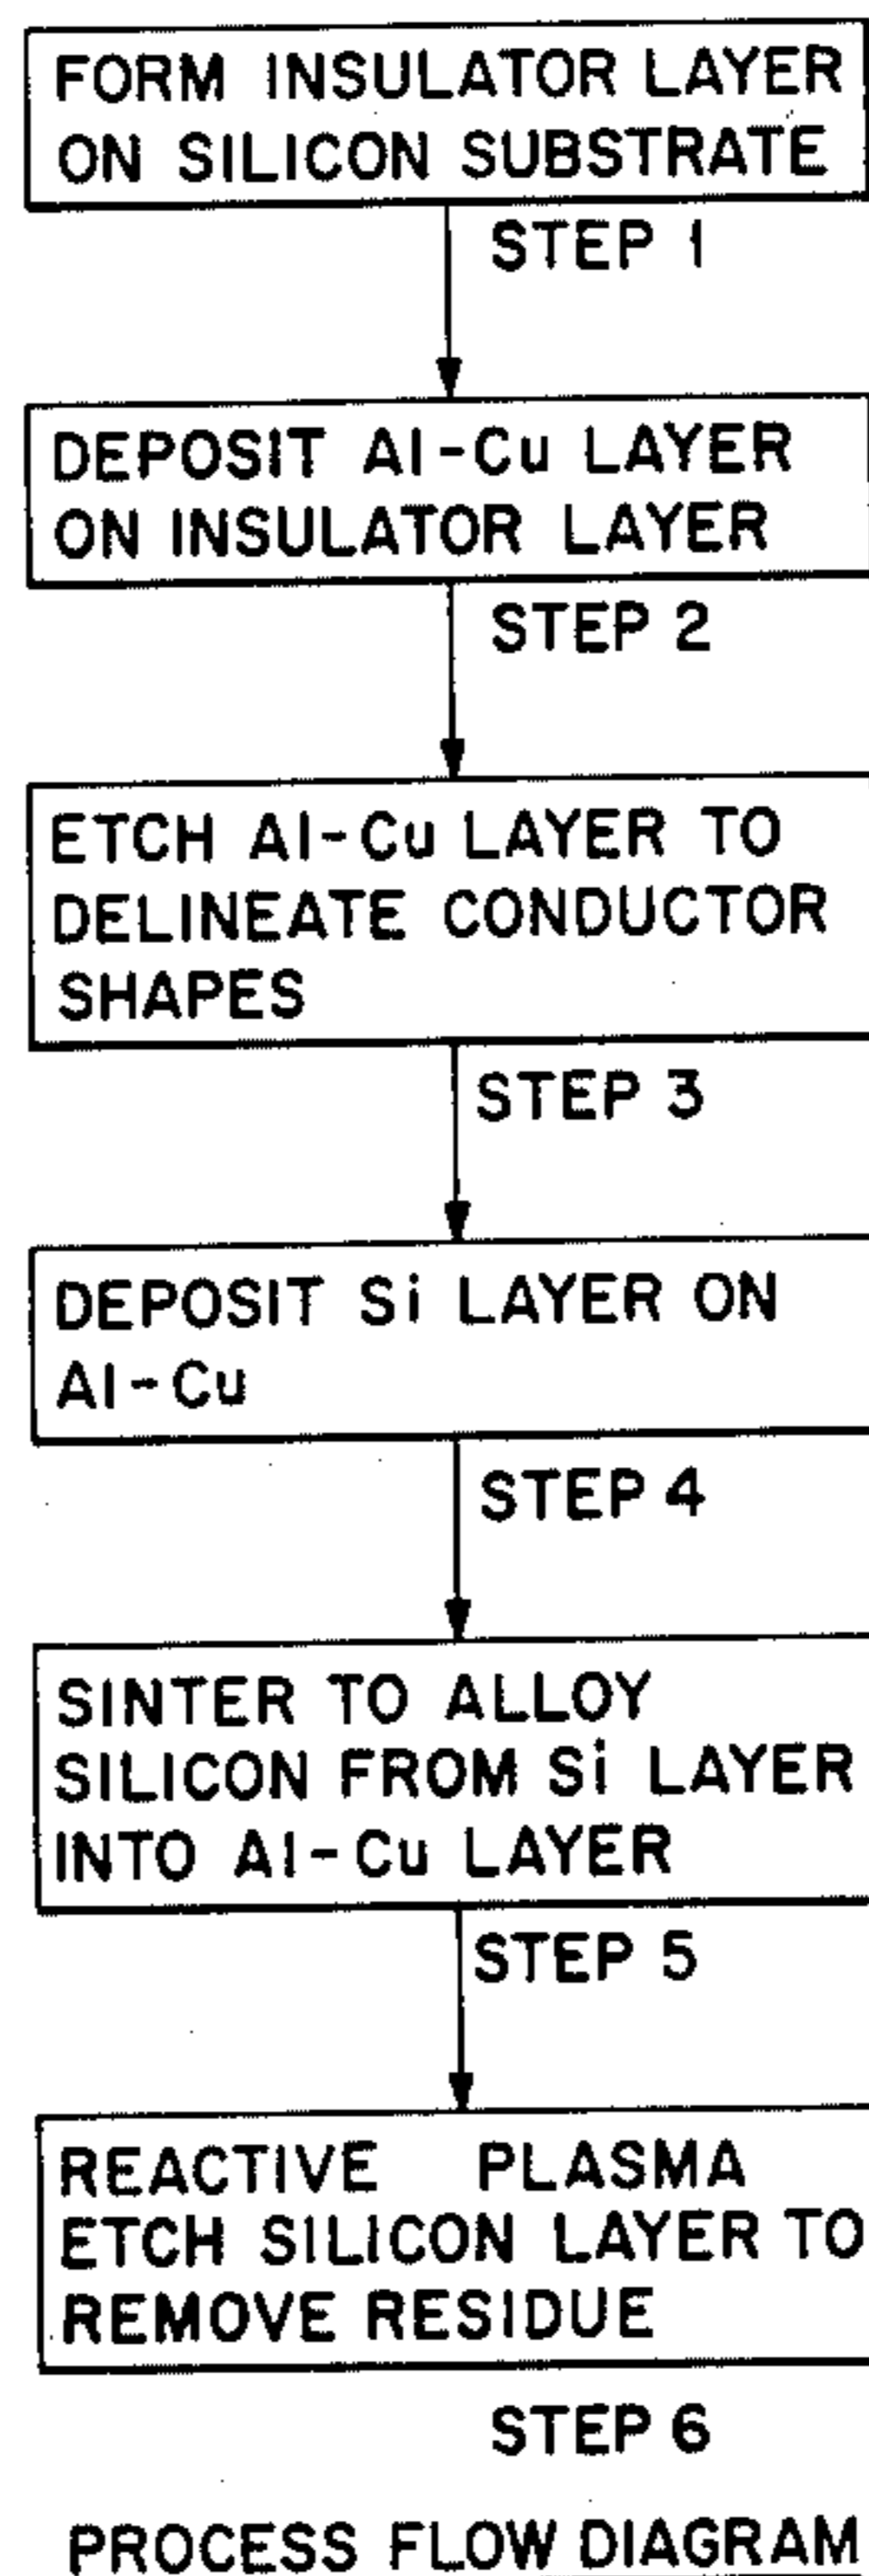 FORM INSULATOR LAYER
ON SILICON SUBSTRATE
STEP 1
DEPOSIT Al-Cu LAYER
ON INSULATOR LAYER
STEP 2
ETCH Al-Cu LAYER TO
DELINEATE CONDUCTOR
SHAPES
STEP 3
DEPOSIT Si LAYER ON
Al-Cu
STEP 4
SINTER TO ALLOY
SILICON FROM Si LAYER
INTO Al-Cu LAYER
STEP 5
REACTIVE PLASMA
ETCH SILICON LAYER TO
REMOVE RESIDUE
STEP 6
PROCESS FLOW DIAGRAM